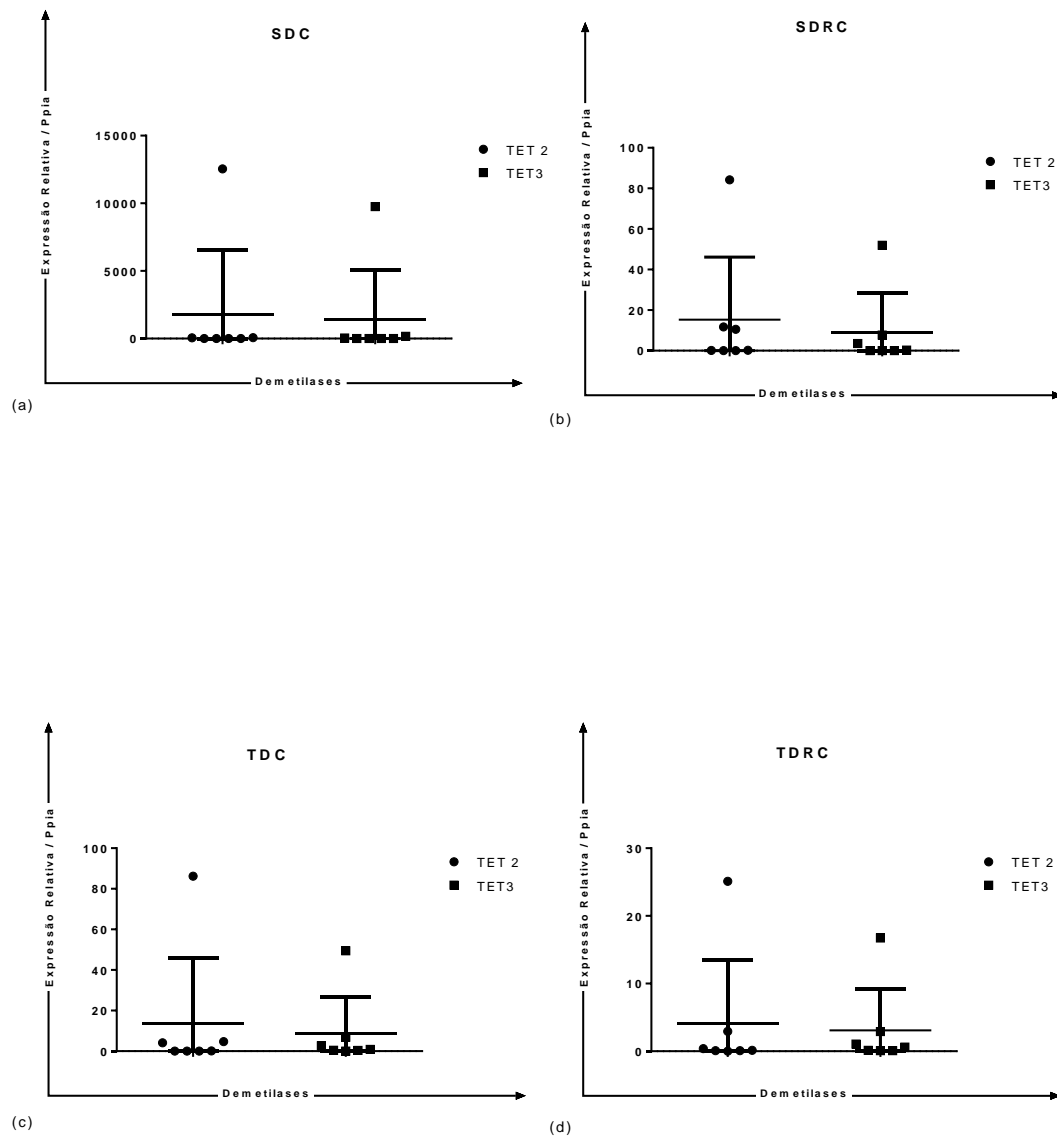 SDC
Expressão Relativa / Ppia
15000
10000
5000
0
TET 2
TET3
Demetilases
(a)
SDRC
Expressão Relativa / Ppia
100
80
60
40
20
0
TET 2
TET3
Demetilases
(b)
TDC
Expressão Relativa / Ppia
100
80
60
40
20
0
TET 2
TET3
Demetilases
(c)
TDRC
Expressão Relativa / Ppia
30
20
10
0
TET 2
TET3
Demetilases
(d)